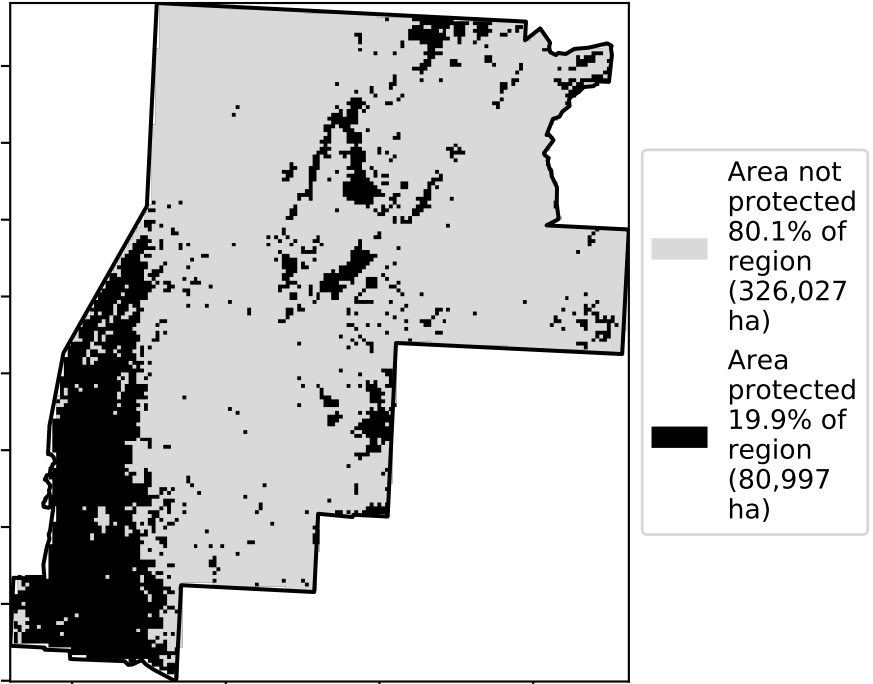 Area not
protected
80.1% of
region
(326,027
ha)
Area
protected
19.9% of
region
(80,997
ha)